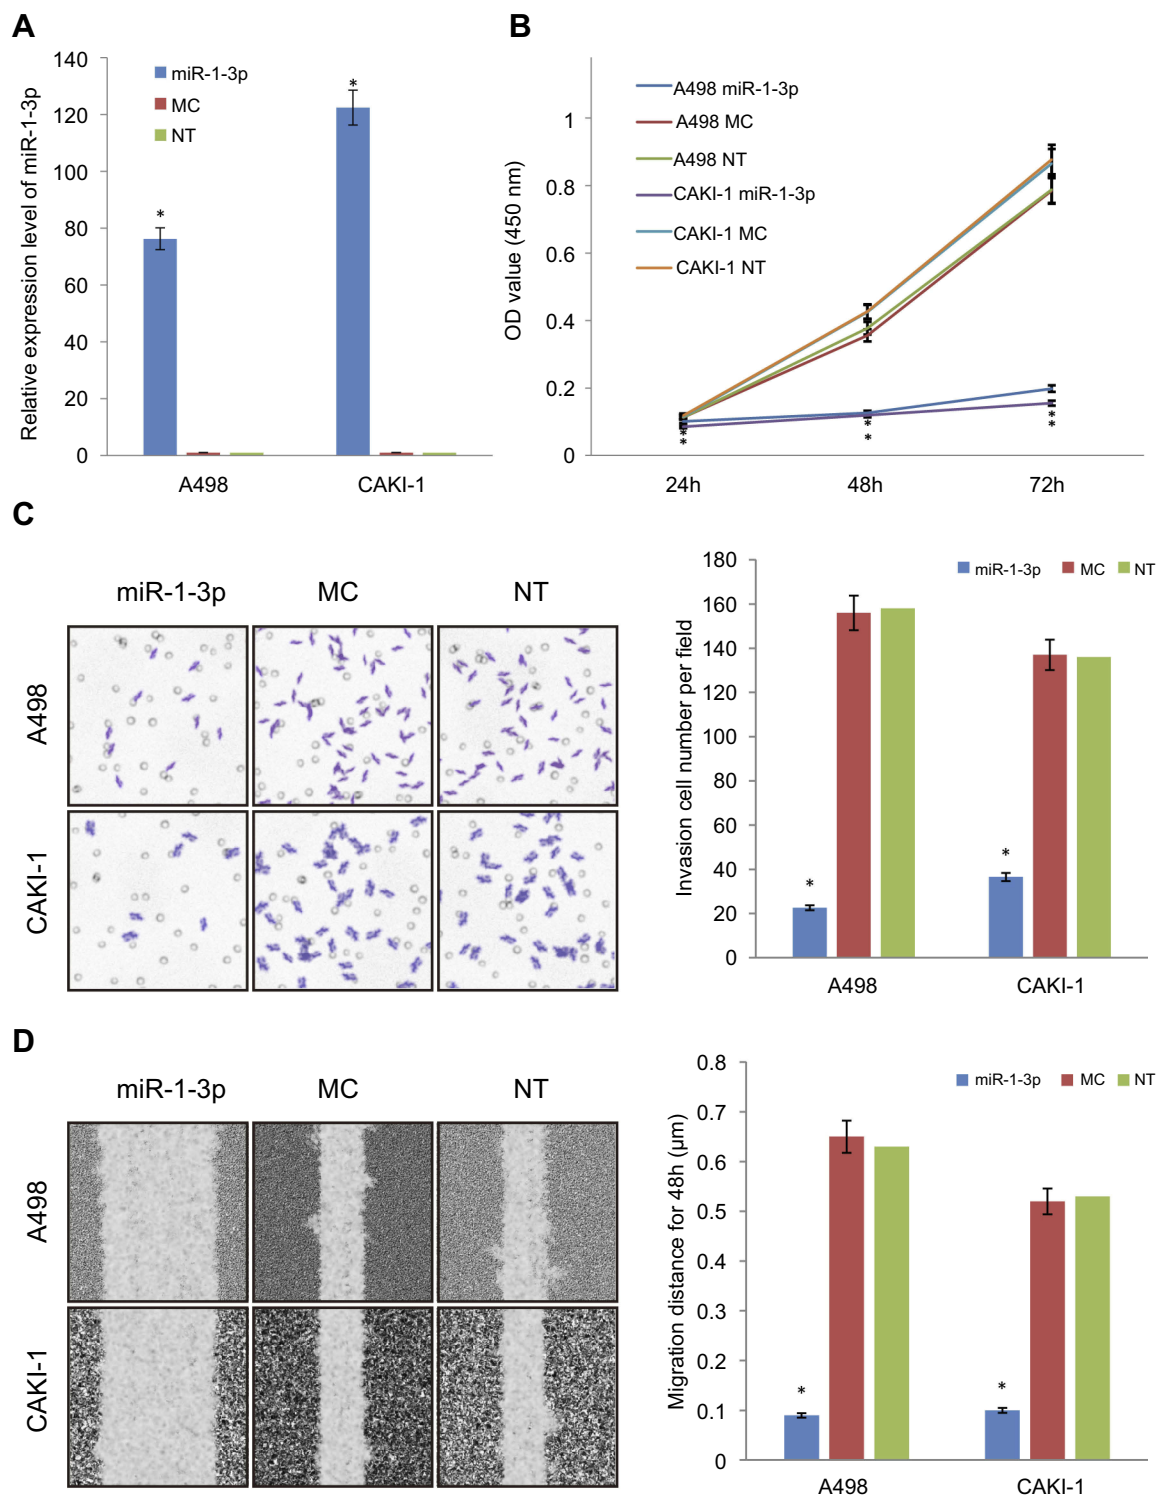 A
Relative expression level of miR-1-3p
140
120
100
80
60
40
20
0
miR-1-3p
MC
NT
*
*
A498
CAKI-1
B
OD value (450 nm)
1
0.8
0.6
0.4
0.2
0
A498 miR-1-3p
A498 MC
A498 NT
CAKI-1 miR-1-3p
CAKI-1 MC
CAKI-1 NT
*
*
*
*
*
*
24h
48h
72h
C
miR-1-3p
MC
NT
A498
CAKI-1
Invasion cell number per field
180
160
140
120
100
80
60
40
20
0
miR-1-3p
MC
NT
*
*
A498
CAKI-1
D
miR-1-3p
MC
NT
A498
CAKI-1
Migration distance for 48h (μm)
0.8
0.7
0.6
0.5
0.4
0.3
0.2
0.1
0
miR-1-3p
MC
NT
*
*
A498
CAKI-1